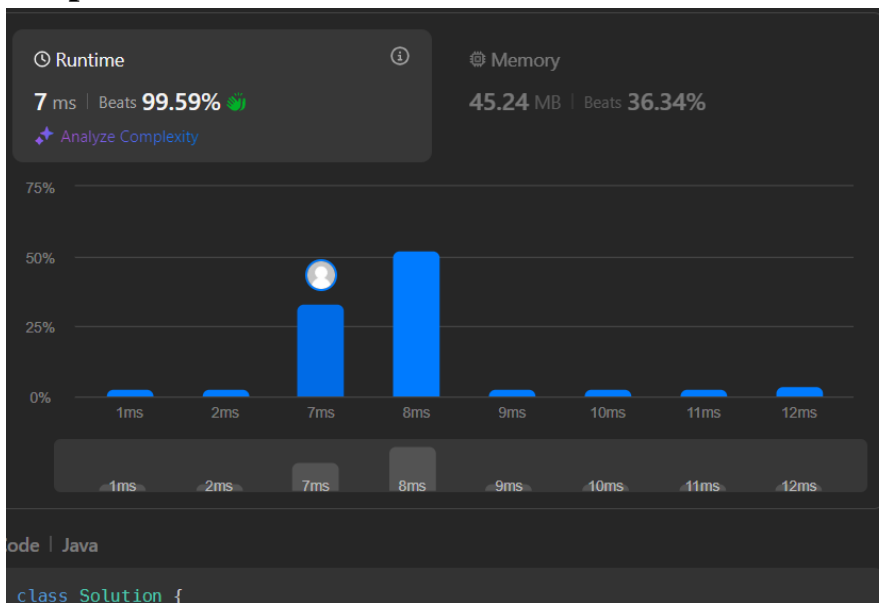 Runtime
7 ms | Beats 99.59%
Analyze Complexity
Memory
45.24 MB | Beats 36.34%
75%
50%
25%
0%
1ms 2ms 7ms 8ms 9ms 10ms 11ms 12ms
1ms 2ms 7ms 8ms 9ms 10ms 11ms 12ms
ode | Java
class Solution {